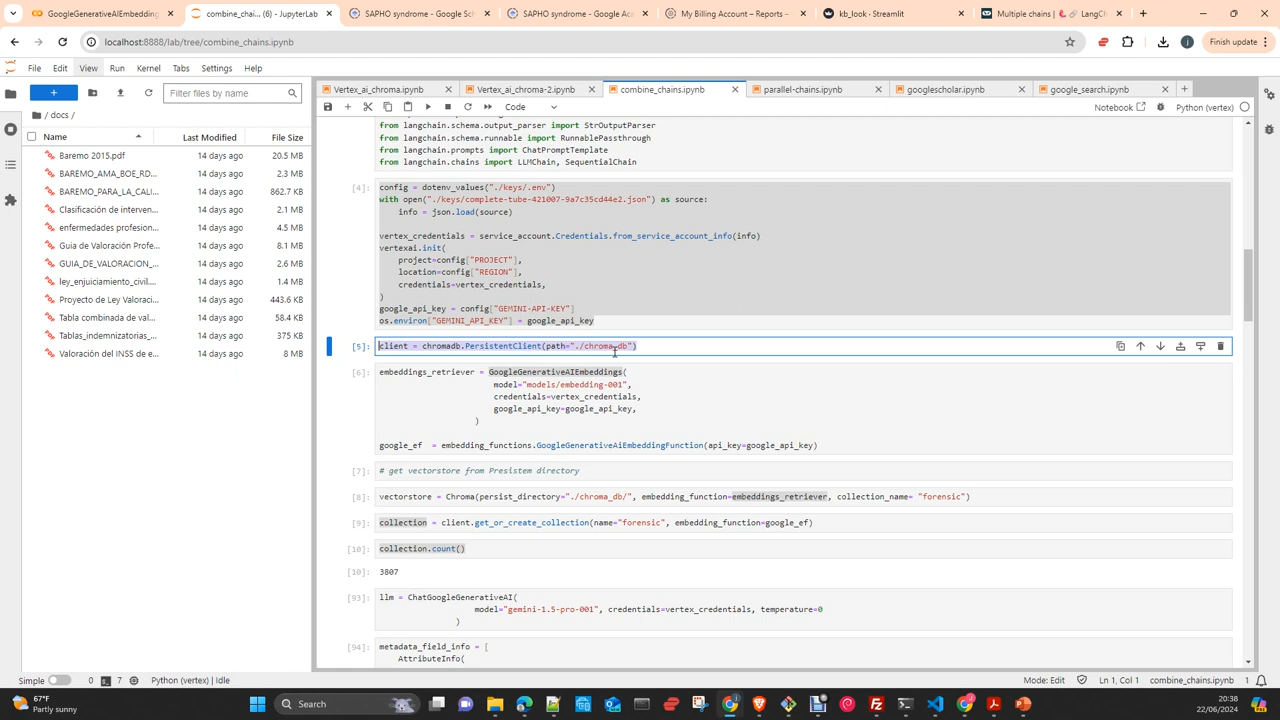 GoogleGenerativeAIEmbedding
combine_chains... (6) - JupyterLab
SAPHO syndrome - Google Sch
SAPHO syndrome - Google Aca
My Billing Account – Reports –
kb_look · Streamlit
Multiple chains | 🦜️🔗 LangCh
localhost:8888/lab/tree/combine_chains.ipynb
Finish update
File Edit View Run Kernel Tabs Settings Help
Filter files by name
/ docs /
Name Last Modified File Size
Baremo 2015.pdf 14 days ago 20.5 MB
BAREMO_AMA_BOE_RD... 14 days ago 2.3 MB
BAREMO_PARA_LA_CALI... 14 days ago 862.7 KB
Clasificación de interven... 14 days ago 2.1 MB
enfermedades profesion... 14 days ago 4.5 MB
Guia de Valoración Profe... 14 days ago 8.1 MB
GUIA_DE_VALORACION_... 14 days ago 2.6 MB
ley_enjuiciamiento_civil.... 14 days ago 1.4 MB
Proyecto de Ley Valoraci... 14 days ago 443.6 KB
Tabla combinada de val... 14 days ago 58.4 KB
Tablas_indemnizatorias_... 14 days ago 375 KB
Valoración del INSS de e... 14 days ago 8 MB
Vertex_ai_chroma.ipynb
Vertex_ai_chroma-2.ipynb
combine_chains.ipynb
parallel-chains.ipynb
googlescholar.ipynb
google_search.ipynb
Code
Notebook
Python (vertex)
from langchain.schema.output_parser import StrOutputParser
from langchain.schema.runnable import RunnablePassthrough
from langchain.prompts import ChatPromptTemplate
from langchain.chains import LLMChain, SequentialChain
[4]: config = dotenv_values("./keys/.env")
with open("./keys/complete-tube-421007-9a7c35cd44e2.json") as source:
info = json.load(source)
vertex_credentials = service_account.Credentials.from_service_account_info(info)
vertexai.init(
project=config["PROJECT"],
location=config["REGION"],
credentials=vertex_credentials,
)
google_api_key = config["GEMINI-API-KEY"]
os.environ["GEMINI_API_KEY"] = google_api_key
[5]: client = chromadb.PersistentClient(path="./chroma_db")
[6]: embeddings_retriever = GoogleGenerativeAIEmbeddings(
model="models/embedding-001",
credentials=vertex_credentials,
google_api_key=google_api_key,
)
google_ef = embedding_functions.GoogleGenerativeAiEmbeddingFunction(api_key=google_api_key)
[7]: # get vectorstore from Presistem directory
[8]: vectorstore = Chroma(persist_directory="./chroma_db/", embedding_function=embeddings_retriever, collection_name= "forensic")
[9]: collection = client.get_or_create_collection(name="forensic", embedding_function=google_ef)
[10]: collection.count()
[10]: 3807
[93]: llm = ChatGoogleGenerativeAI(
model="gemini-1.5-pro-001", credentials=vertex_credentials, temperature=0
)
[94]: metadata_field_info = [
AttributeInfo(
Simple 0 7 Python (vertex) | Idle
Mode: Edit Ln 1, Col 1 combine_chains.ipynb 1
67°F
Partly sunny
Search
20:38
22/06/2024